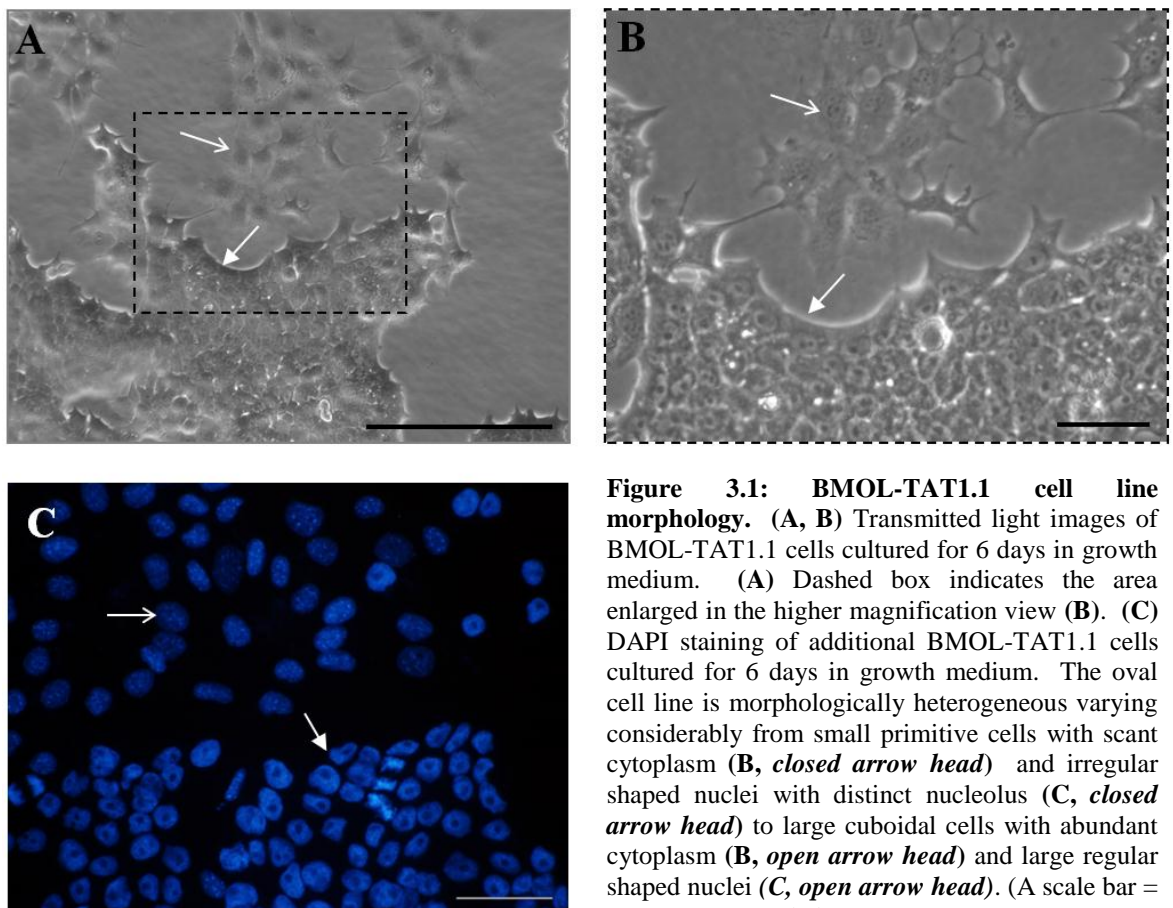 A
B
C
Figure 3.1: BMOL-TAT1.1 cell line
morphology. (A, B) Transmitted light images of
BMOL-TAT1.1 cells cultured for 6 days in growth
medium. (A) Dashed box indicates the area
enlarged in the higher magnification view (B). (C)
DAPI staining of additional BMOL-TAT1.1 cells
cultured for 6 days in growth medium. The oval
cell line is morphologically heterogeneous varying
considerably from small primitive cells with scant
cytoplasm (B, closed arrow head) and irregular
shaped nuclei with distinct nucleolus (C, closed
arrow head) to large cuboidal cells with abundant
cytoplasm (B, open arrow head) and large regular
shaped nuclei (C, open arrow head). (A scale bar =